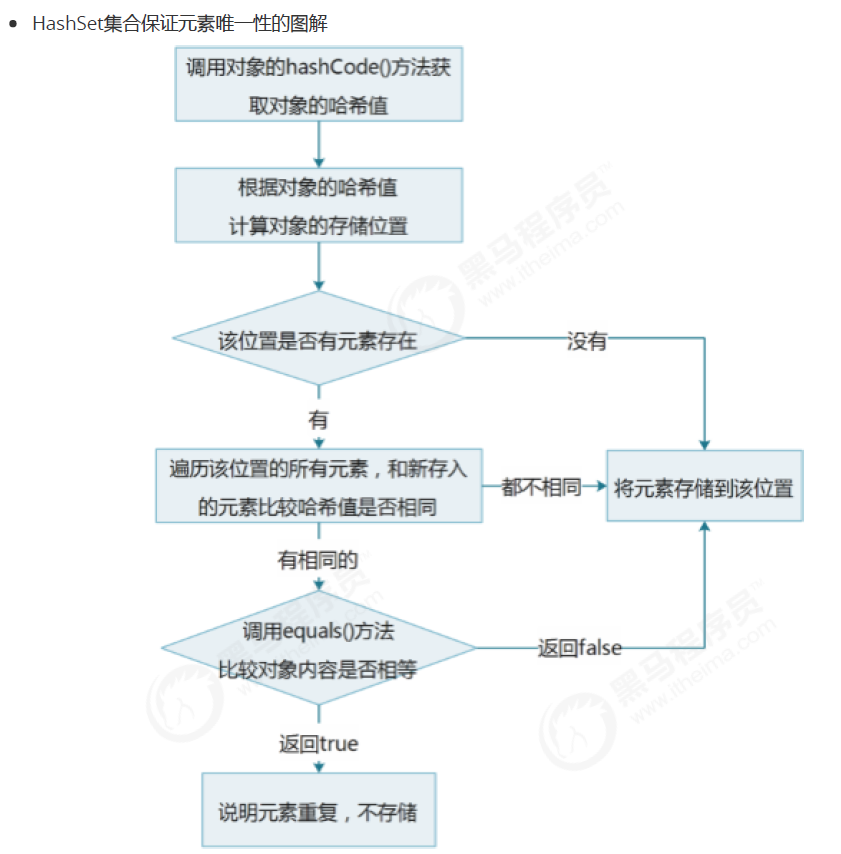 HashSet集合保证元素唯一性的图解
调用对象的hashCode()方法获
取对象的哈希值
根据对象的哈希值
计算对象的存储位置
该位置是否有元素存在
没有
有
遍历该位置的所有元素，和新存入
的元素比较哈希值是否相同
都不相同
将元素存储到该位置
有相同的
调用equals()方法
比较对象内容是否相等
返回false
返回true
说明元素重复，不存储
黑马程序员™
www.itheima.com
黑马程序员™
www.itheima.com